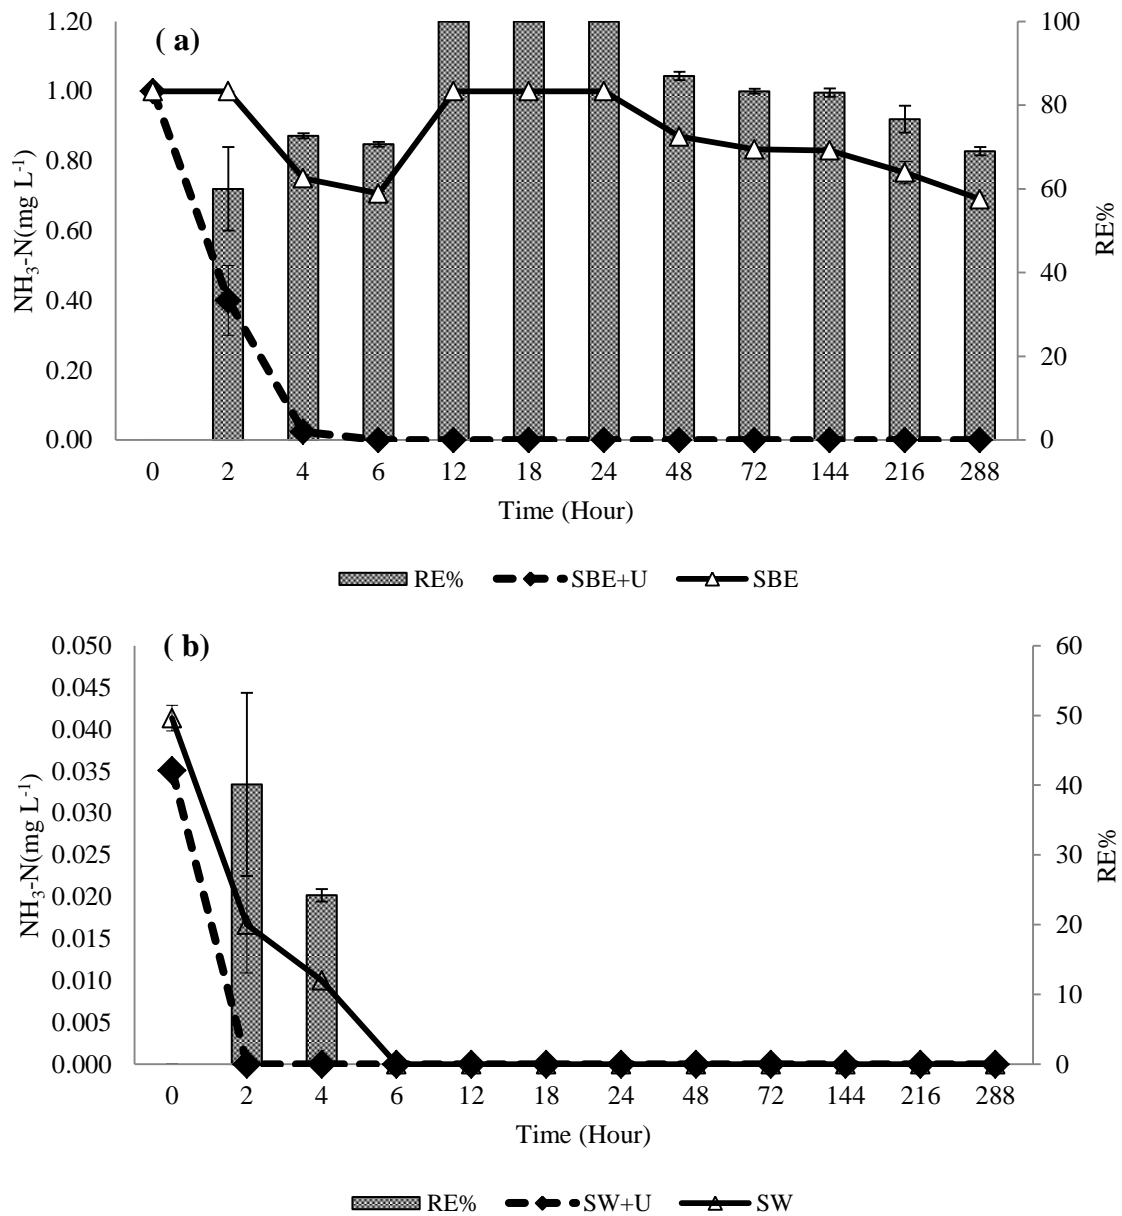 ( a)
1.20
1.00
0.80
0.60
0.40
0.20
0.00
NH₃-N(mg L⁻¹)
100
80
60
40
20
0
RE%
0 2 4 6 12 18 24 48 72 144 216 288
Time (Hour)
RE% SBE+U SBE
( b)
0.050
0.045
0.040
0.035
0.030
0.025
0.020
0.015
0.010
0.005
0.000
NH₃-N(mg L⁻¹)
60
50
40
30
20
10
0
RE%
0 2 4 6 12 18 24 48 72 144 216 288
Time (Hour)
RE% SW+U SW